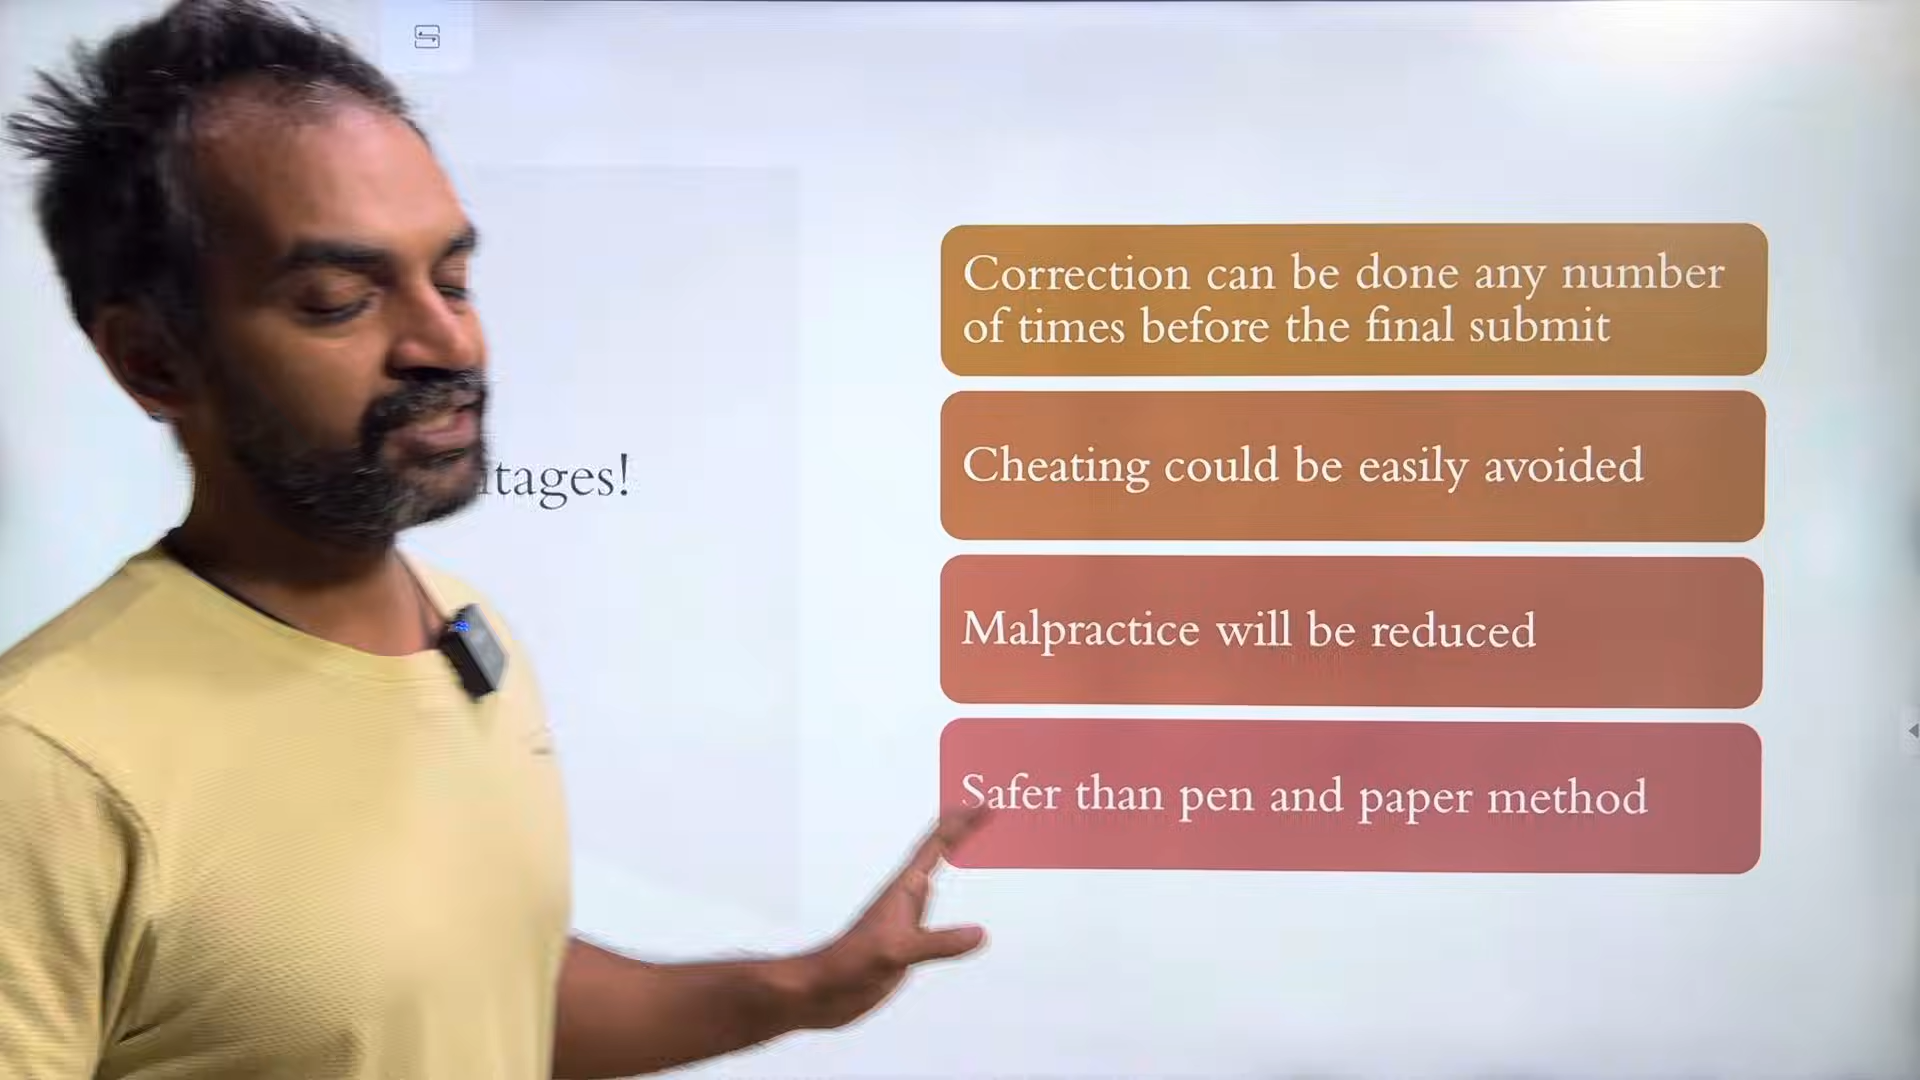 Correction can be done any number
of times before the final submit
Cheating could be easily avoided
Malpractice will be reduced
Safer than pen and paper method